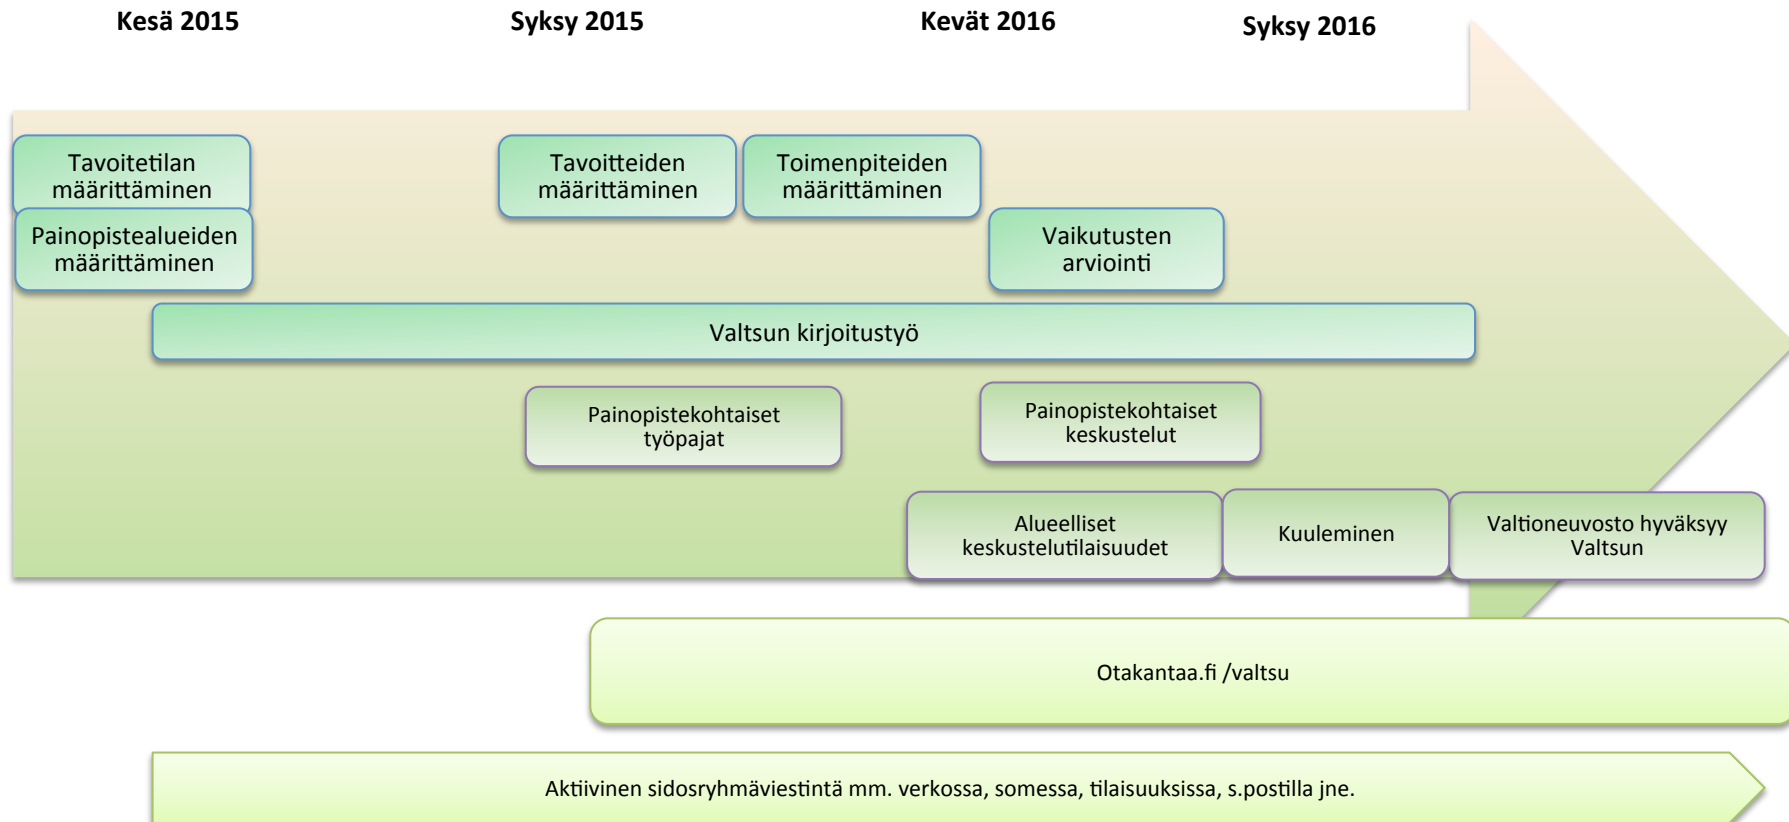 Kesä 2015
Syksy 2015
Kevät 2016
Syksy 2016
Tavoitetilan
määrittäminen
Painopistealueiden
määrittäminen
Tavoitteiden
määrittäminen
Toimenpiteiden
määrittäminen
Vaikutusten
arviointi
Valtsun kirjoitustyö
Painopistekohtaiset
työpajat
Painopistekohtaiset
keskustelut
Alueelliset
keskustelutilaisuudet
Kuuleminen
Valtioneuvosto hyväksyy
Valtsun
Otakantaa.fi /valtsu
Aktiivinen sidosryhmäviestintä mm. verkossa, somessa, tilaisuuksissa, s.postilla jne.